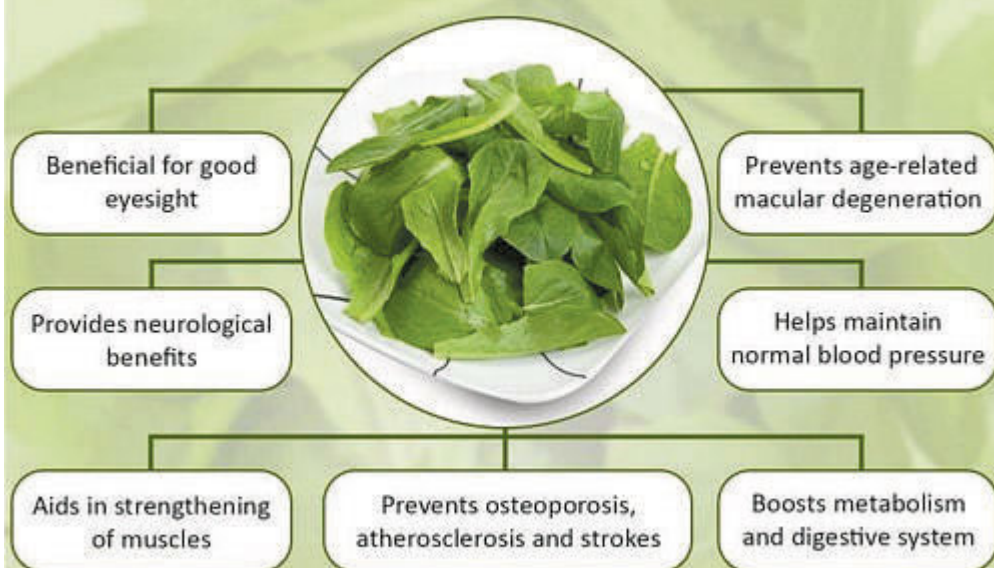 Beneficial for good
eyesight
Prevents age-related
macular degeneration
Provides neurological
benefits
Helps maintain
normal blood pressure
Aids in strengthening
of muscles
Prevents osteoporosis,
atherosclerosis and strokes
Boosts metabolism
and digestive system